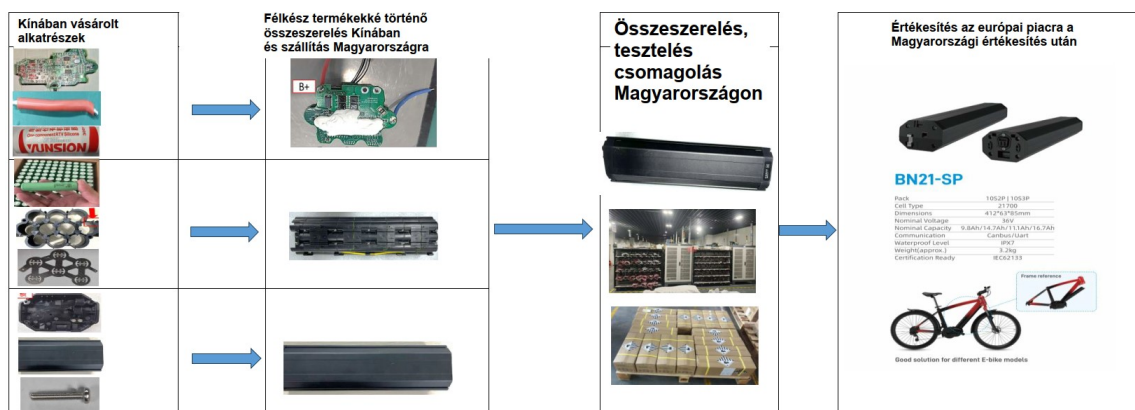 Kínában vásárolt
alkatrészek
Félkész termékekké történő
összeszerelés Kínában
és szállítás Magyarországra
Összeszerelés,
tesztelés
csomagolás
Magyarországon
Értékesítés az európai piacra a
Magyarországi értékesítés után
B+
YUNSION
BN21-SP
Pack 10S2P | 10S3P
Cell Type 21700
Dimensions 412*63*85mm
Nominal Voltage 36V
Nominal Capacity 9.8Ah/14.7Ah/11.1Ah/16.7Ah
Communication Canbus/Uart
Waterproof Level IPX7
Weight(approx.) 3.2kg
Certification Ready IEC62133
Frame reference
Good solution for different E-bike models